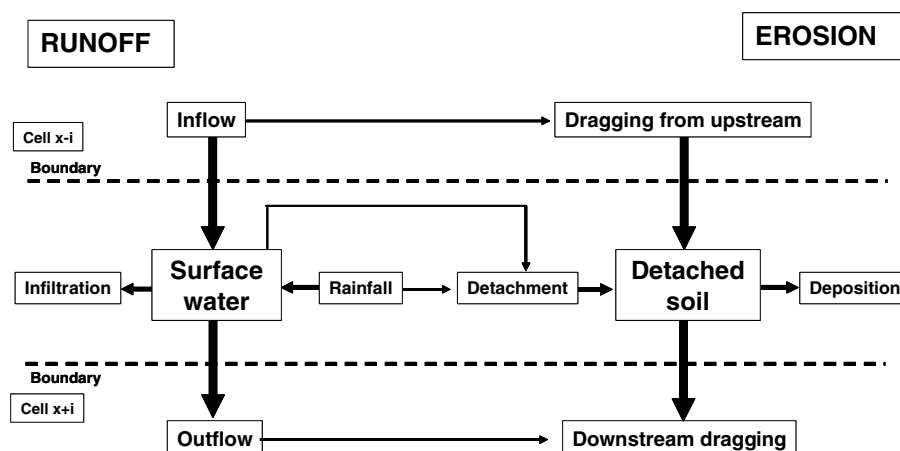 RUNOFF
EROSION
Inflow
Dragging from upstream
Cell x-i
Boundary
Surface
water
Detached
soil
Infiltration
Rainfall
Detachment
Deposition
Boundary
Cell x+i
Outflow
Downstream dragging